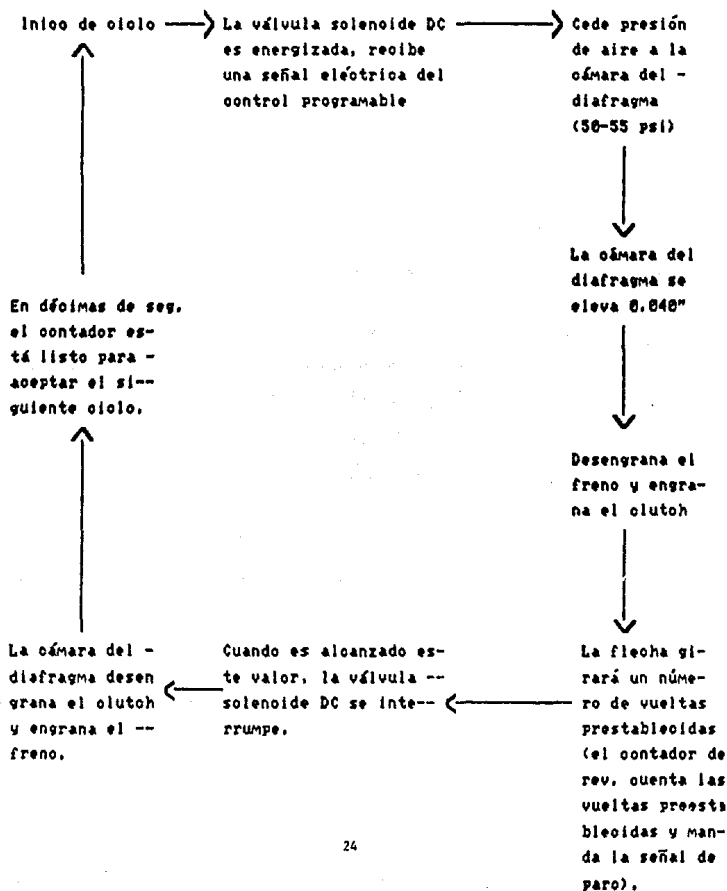 Inioo de oiolo
La válvula solenoide DC
es energizada, reoibe
una señal eléotrica del
oontrol programable
Cede presión
de aire a la
oámara del -
diafragma
(50-55 psi)
La oámara del
diafragma se
eleva 0.040"
Desengrana el
freno y engra-
na el olutoh
La fleoha gi-
rará un núme-
ro de vueltas
prestableoidas
(el oontador de
rev. ouenta las
vueltas preesta
bleoidas y man-
da la señal de
paro).
Cuando es aloanzado es-
te valor, la válvula --
solenoide DC se inte--
rrumpe.
La oámara del -
diafragma desen
grana el olutoh
y engrana el --
freno.
En déoimas de seg.
el oontador es-
tá listo para -
aoeptar el si--
guiente oiolo.
24